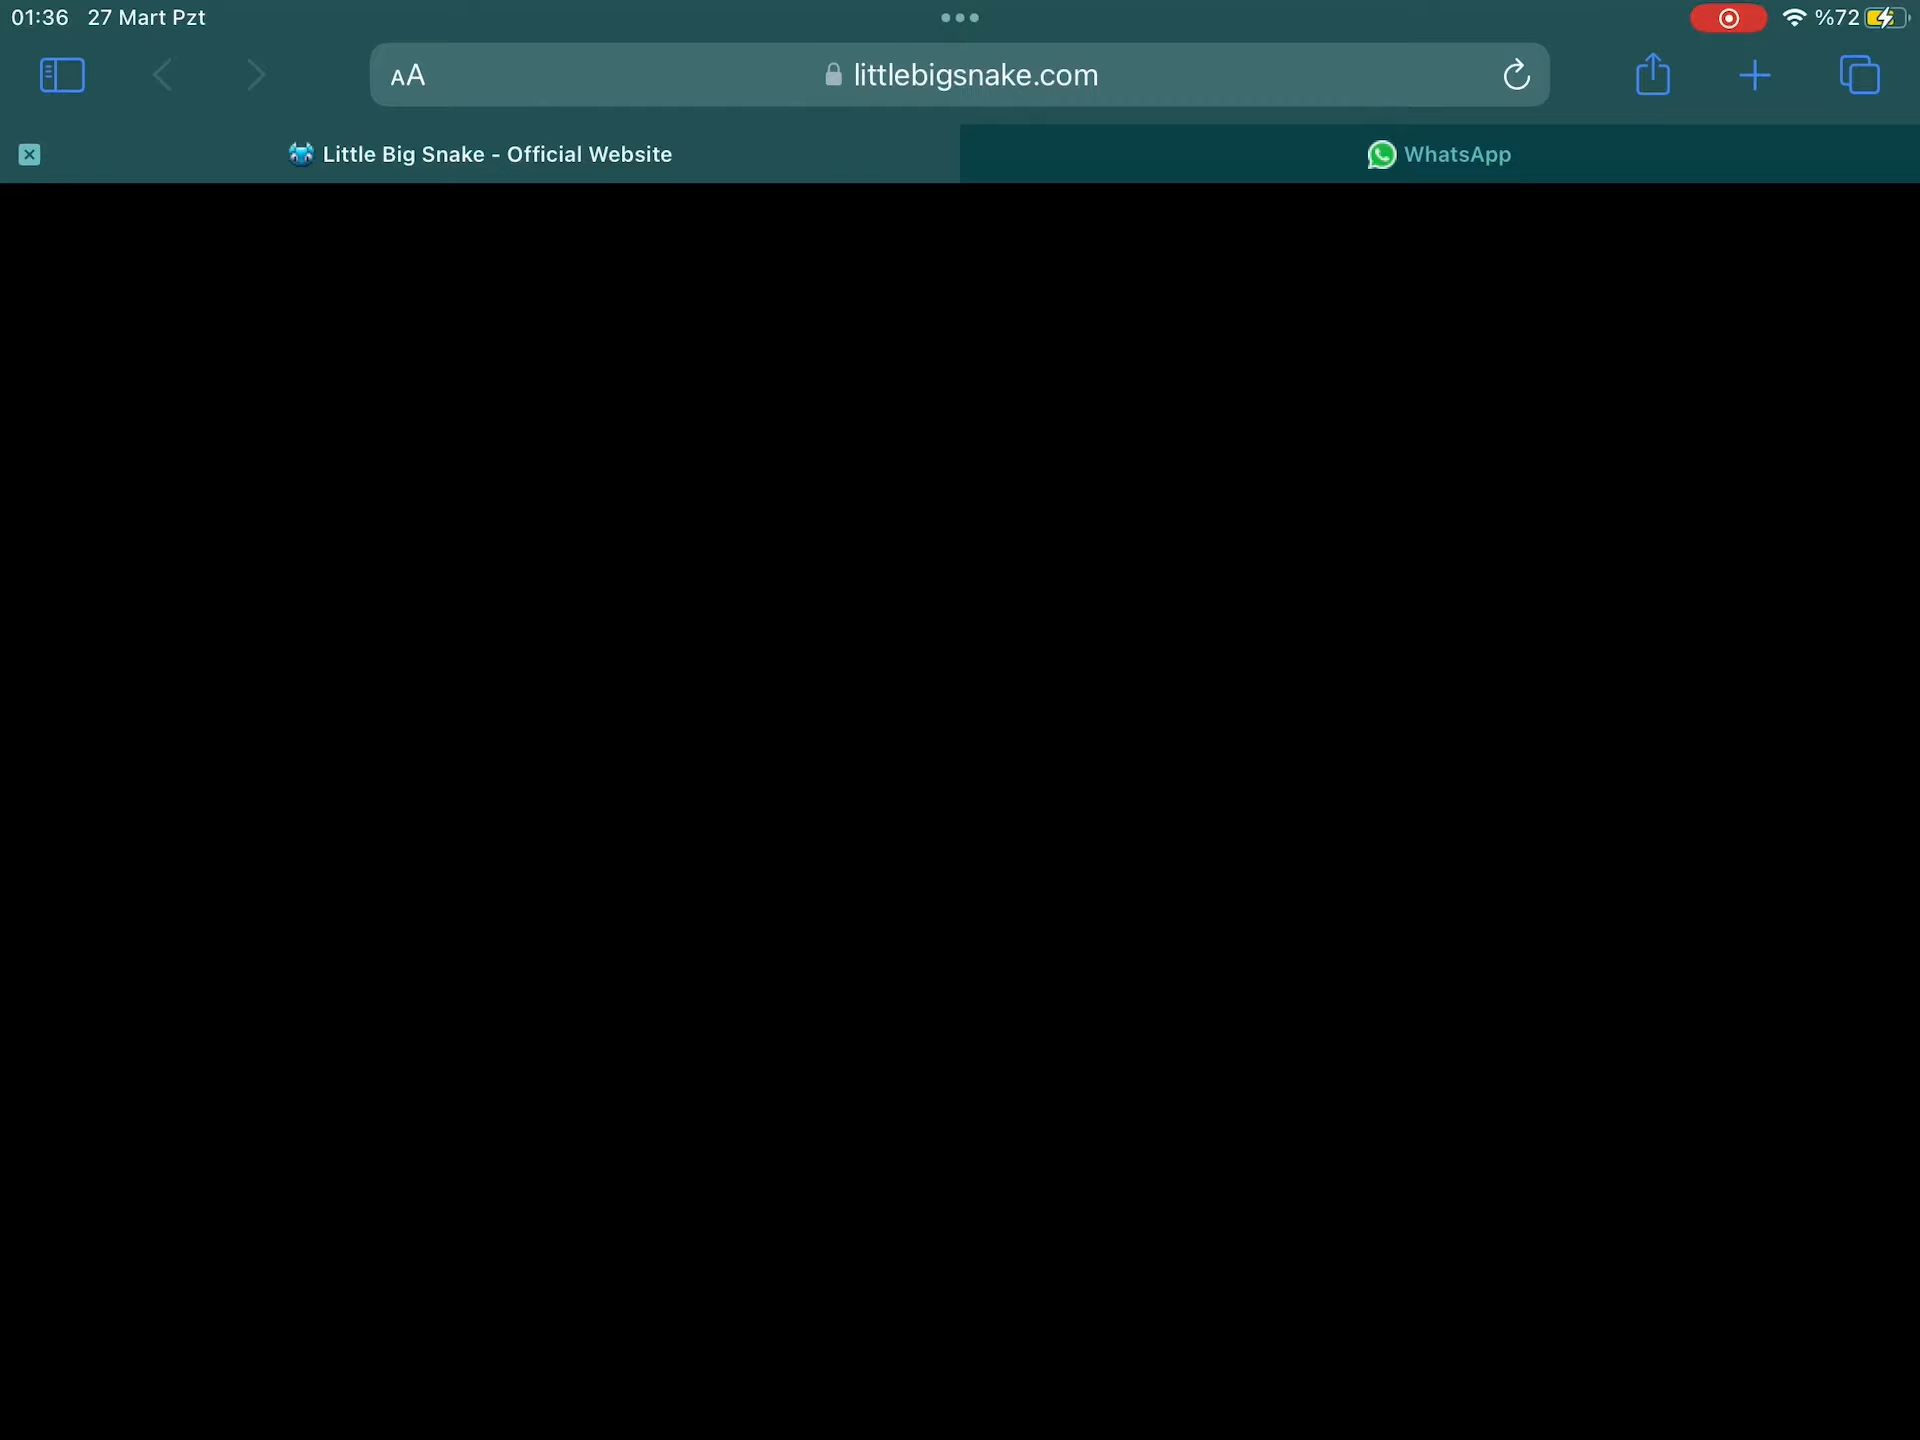 01:36 27 Mart Pzt
%72
AA littlebigsnake.com
Little Big Snake - Official Website
WhatsApp